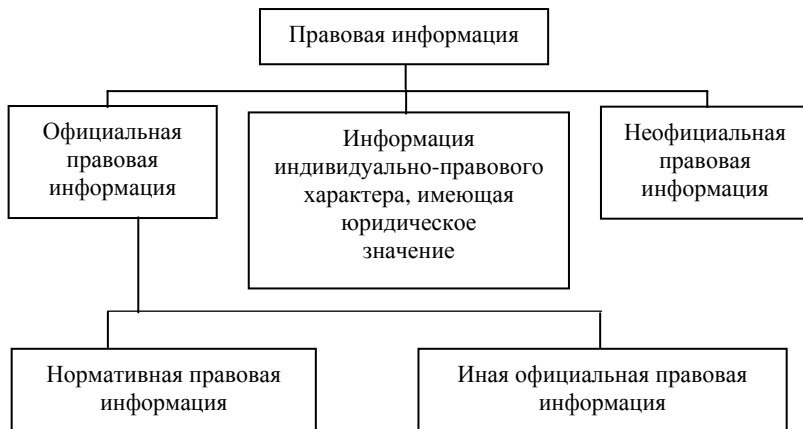 Правовая информация
Официальная
правовая
информация
Информация
индивидуально-правового
характера, имеющая
юридическое
значение
Неофициальная
правовая
информация
Нормативная правовая
информация
Иная официальная правовая
информация